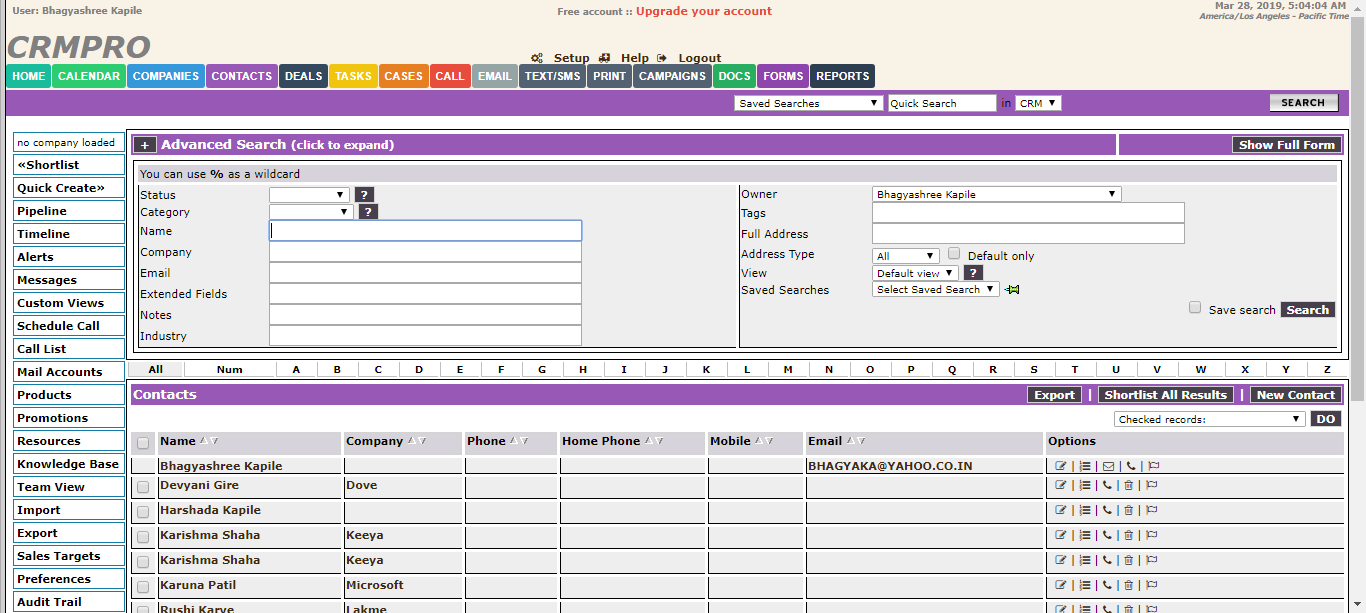 User: Bhagyashree Kapile
Free account :: Upgrade your account
Mar 28, 2019, 5:04:04 AM
America/Los Angeles - Pacific Time
CRMPRO
Setup Help Logout
HOME CALENDAR COMPANIES CONTACTS DEALS TASKS CASES CALL EMAIL TEXT/SMS PRINT CAMPAIGNS DOCS FORMS REPORTS
Saved Searches Quick Search in CRM SEARCH
no company loaded
«Shortlist
Quick Create»
Pipeline
Timeline
Alerts
Messages
Custom Views
Schedule Call
Call List
Mail Accounts
Products
Promotions
Resources
Knowledge Base
Team View
Import
Export
Sales Targets
Preferences
Audit Trail
+ Advanced Search (click to expand) Show Full Form
You can use % as a wildcard
Status ?
Category ?
Name
Company
Email
Extended Fields
Notes
Industry
Owner Bhagyashree Kapile
Tags
Full Address
Address Type All Default only
View Default view ?
Saved Searches Select Saved Search
Save search Search
All Num A B C D E F G H I J K L M N O P Q R S T U V W X Y Z
Contacts Export | Shortlist All Results | New Contact
Checked records: DO
Name Company Phone Home Phone Mobile Email Options
Bhagyashree Kapile BHAGYAKA@YAHOO.CO.IN | | | |
Devyani Gire Dove | | | |
Harshada Kapile | | | |
Karishma Shaha Keeya | | | |
Karishma Shaha Keeya | | | |
Karuna Patil Microsoft | | | |
Rushi Karve Lakme | | | |